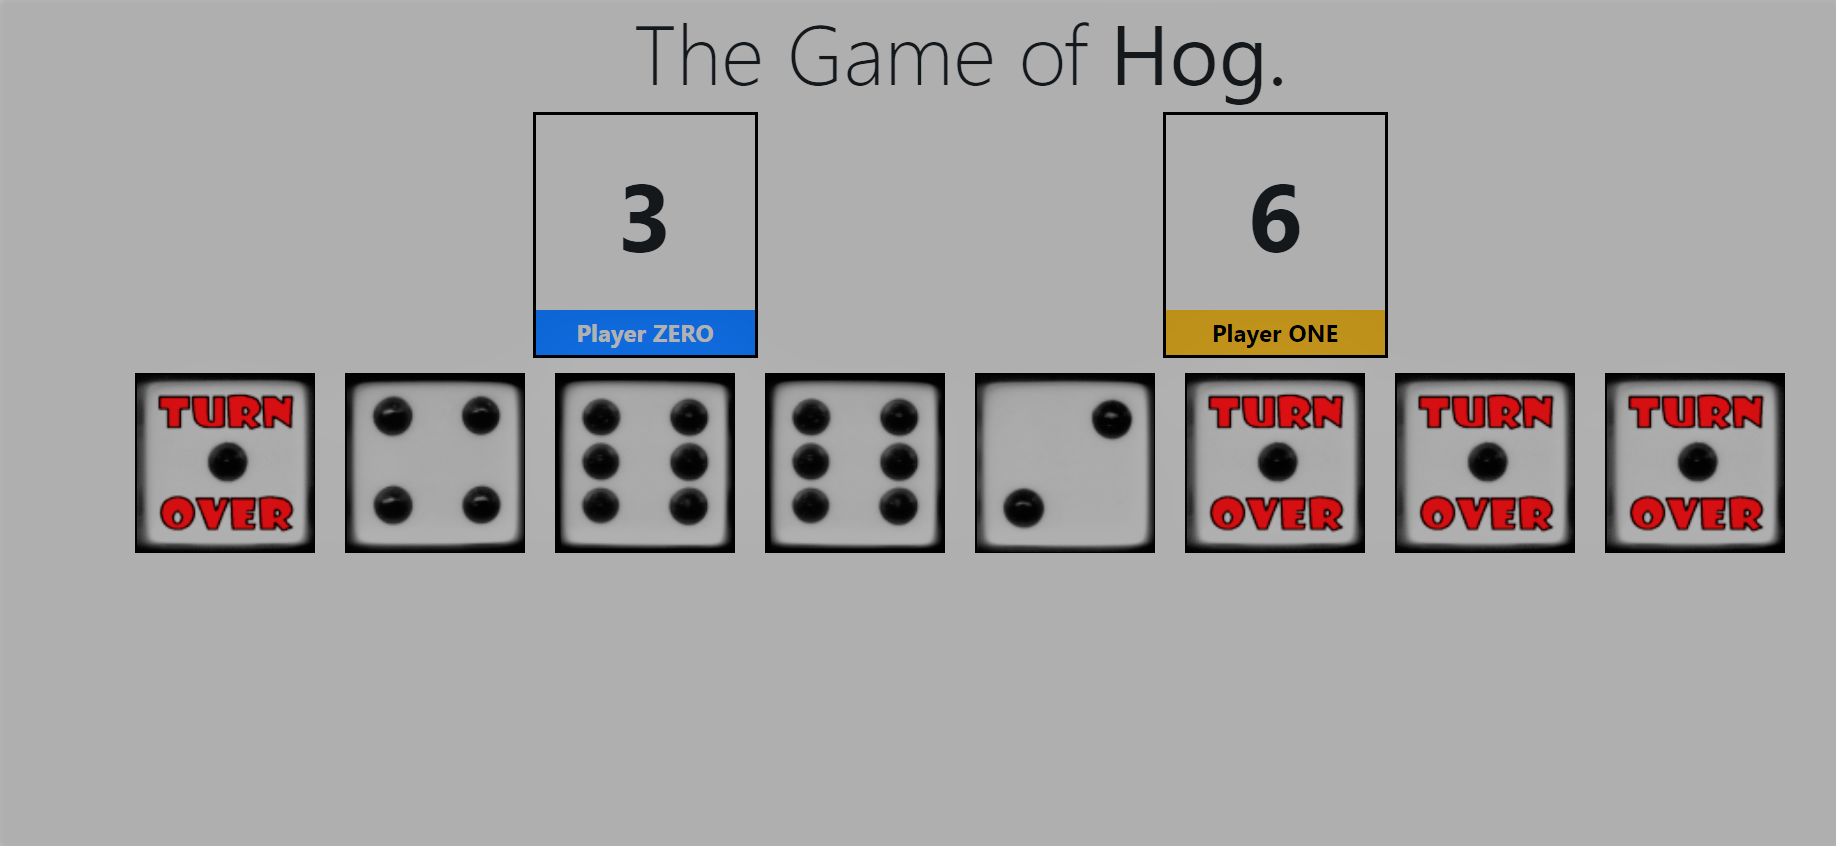 The Game of Hog.
3
6
Player ZERO
Player ONE
TURN TURN TURN TURN
OVER OVER OVER OVER